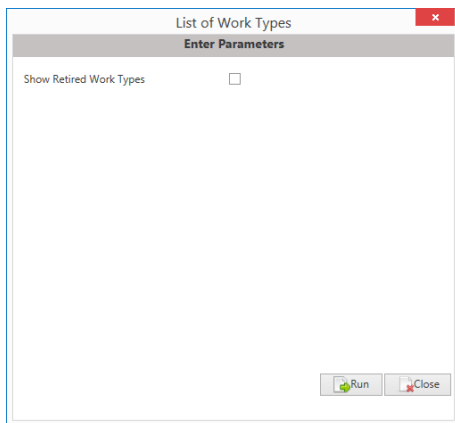 List of Work Types
Enter Parameters
Show Retired Work Types
Run Close